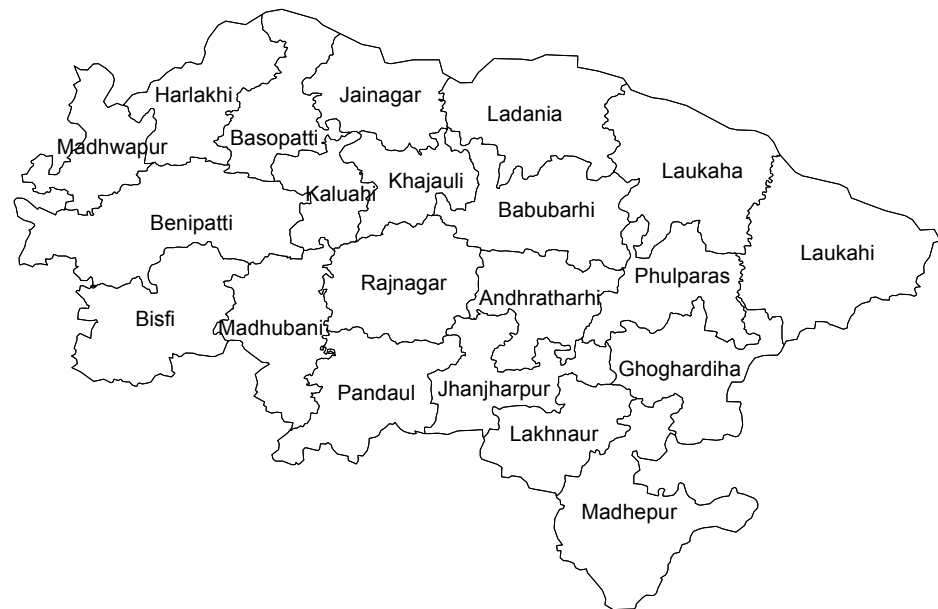 Harlakhi
Jainagar
Ladania
Madhwapur
Basopatti
Laukaha
Kaluahi
Khajauli
Babubarhi
Benipatti
Laukahi
Rajnagar
Phulparas
Andhratharhi
Bisfi
Madhubani
Ghoghardiha
Pandaul
Jhanjharpur
Lakhnaur
Madhepur